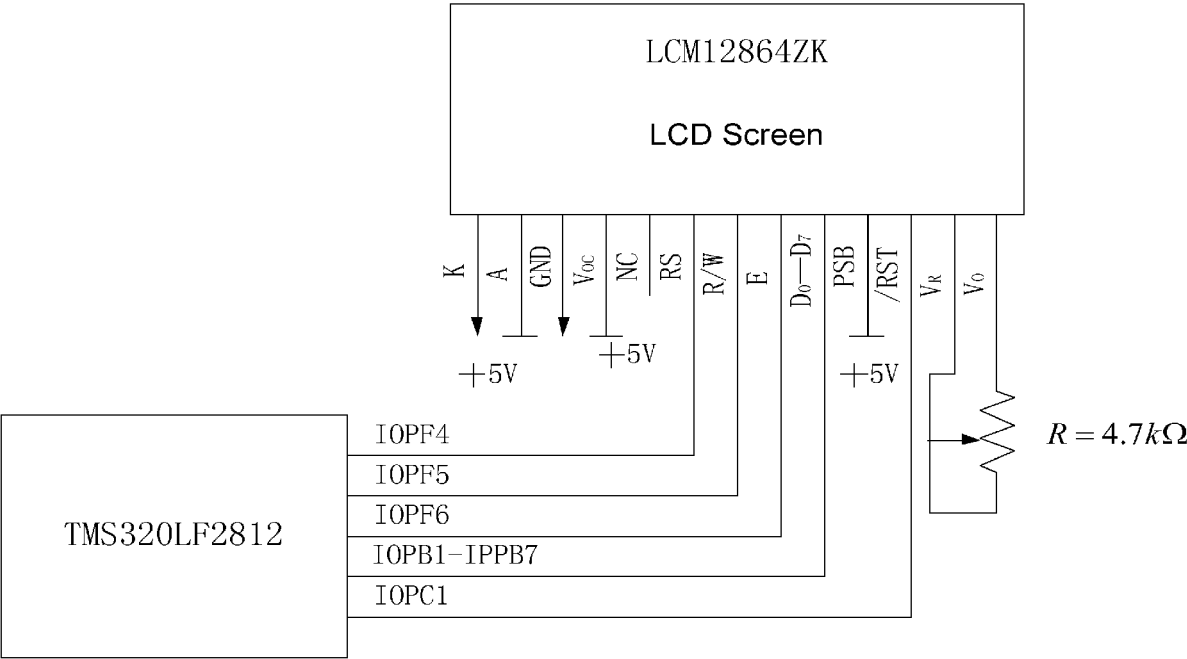 LCM12864ZK
LCD Screen
K
A
GND
VOC
NC
RS
R/W
E
D0—D7
PSB
/RST
VR
V0
+5V
+5V
+5V
R = 4.7kΩ
TMS320LF2812
IOPF4
IOPF5
IOPF6
IOPB1-IPPB7
IOPC1